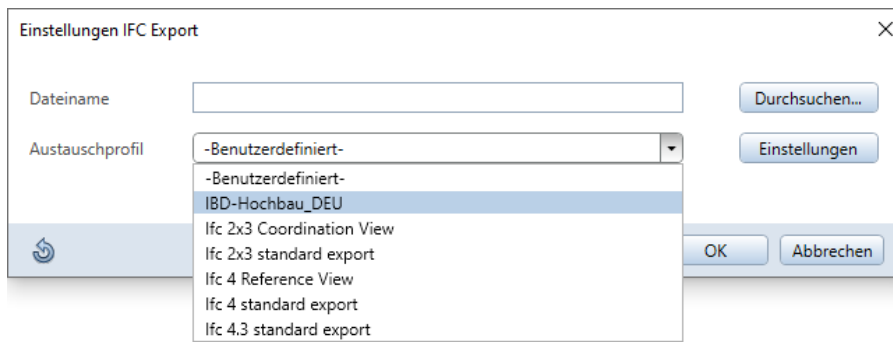 Einstellungen IFC Export
Dateiname
Durchsuchen...
Austauschprofil
-Benutzerdefiniert-
Einstellungen
-Benutzerdefiniert-
IBD-Hochbau_DEU
Ifc 2x3 Coordination View
Ifc 2x3 standard export
Ifc 4 Reference View
Ifc 4 standard export
Ifc 4.3 standard export
OK
Abbrechen